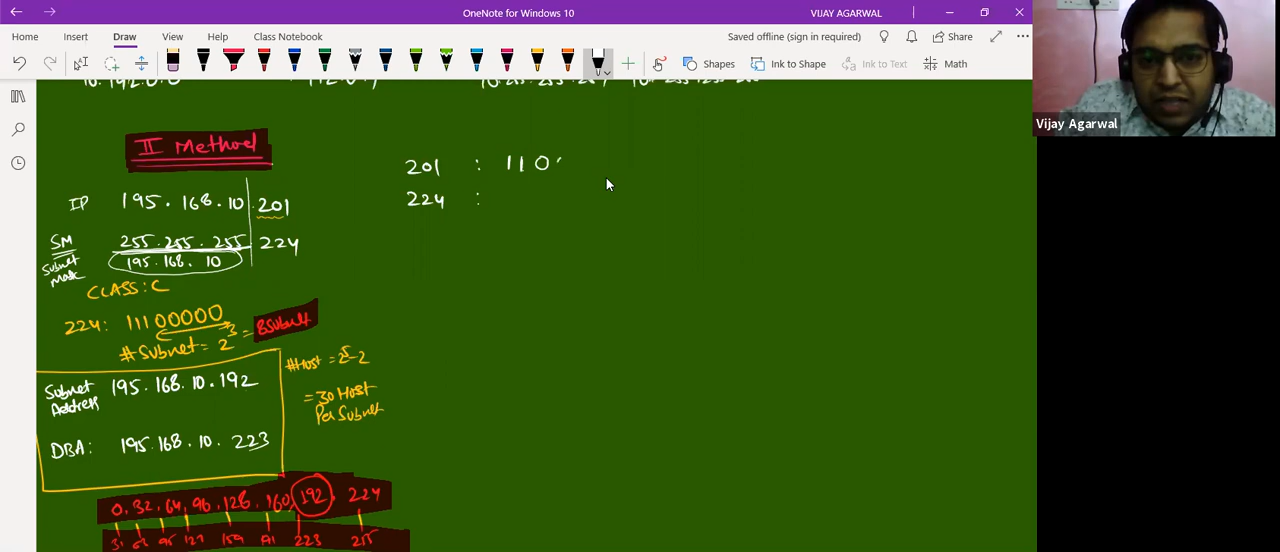 OneNote for Windows 10
VIJAY AGARWAL
Home Insert Draw View Help Class Notebook
Saved offline (sign in required) Share
Shapes Ink to Shape Ink to Text Math
Vijay Agarwal
II Method
IP 195.168.10.201
SM 255.255.255 224
Subnet Mask 195.168.10
CLASS: C
224: 11100000
#Subnet = 2^3 = 8Subnet
#Host = 2^5-2
= 30 Host
Per Subnet
Subnet Address 195.168.10.192
DBA: 195.168.10.223
0, 32, 64, 96, 128, 160, 192, 224
31 63 95 127 159 191 223 255
201 : 110
224 :